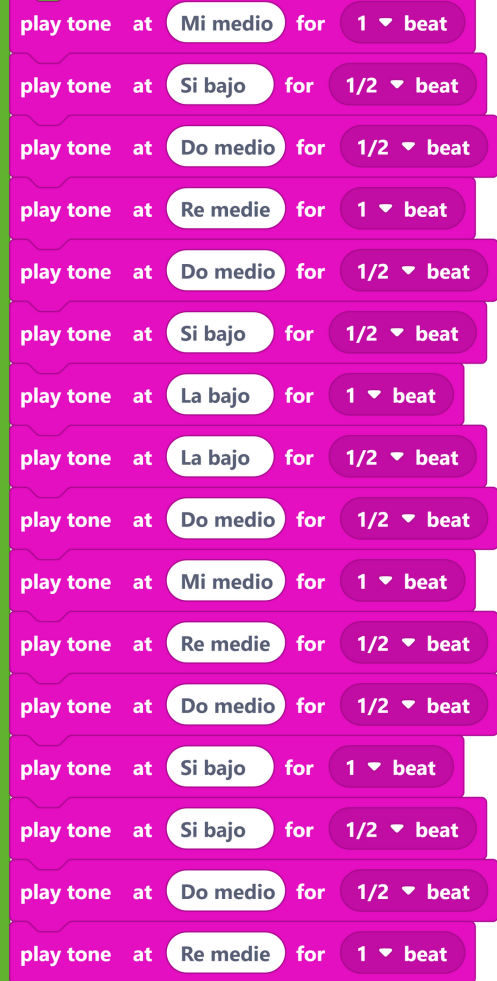 play tone at Mi medio for 1 beat
play tone at Si bajo for 1/2 beat
play tone at Do medio for 1/2 beat
play tone at Re medie for 1 beat
play tone at Do medio for 1/2 beat
play tone at Si bajo for 1/2 beat
play tone at La bajo for 1 beat
play tone at La bajo for 1/2 beat
play tone at Do medio for 1/2 beat
play tone at Mi medio for 1 beat
play tone at Re medie for 1/2 beat
play tone at Do medio for 1/2 beat
play tone at Si bajo for 1 beat
play tone at Si bajo for 1/2 beat
play tone at Do medio for 1/2 beat
play tone at Re medie for 1 beat